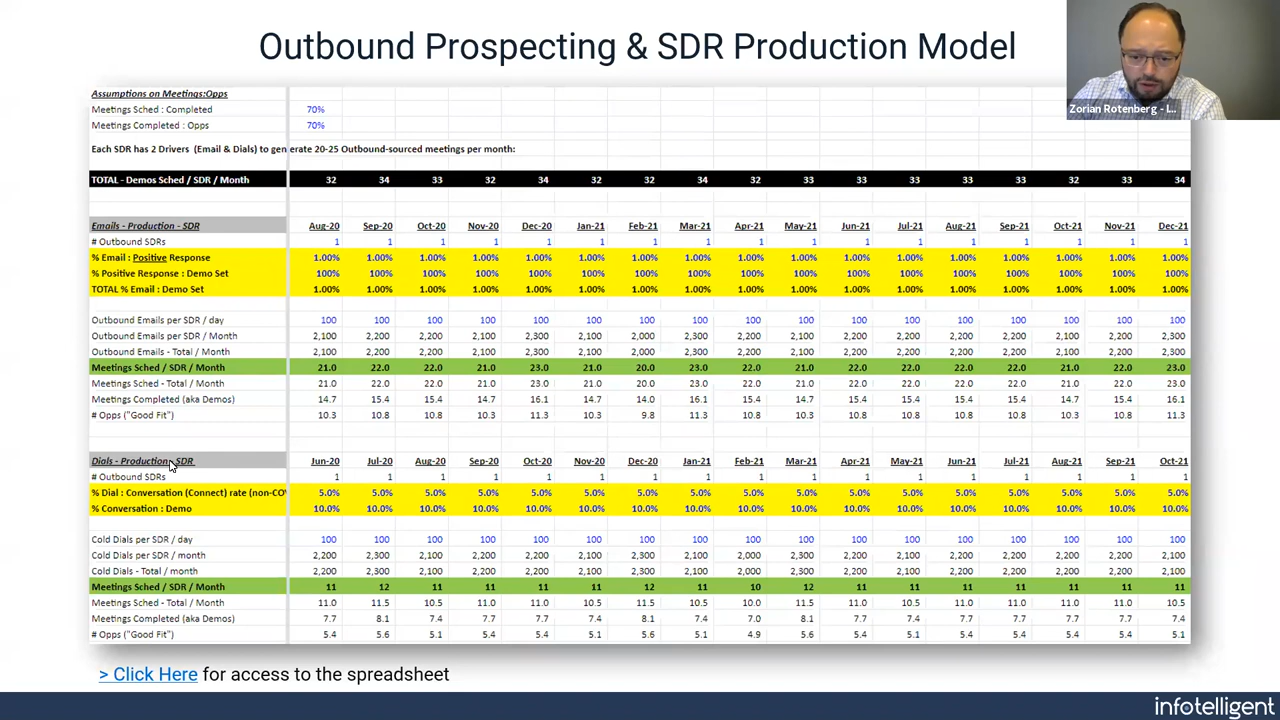 Outbound Prospecting & SDR Production Model
Zorian Rotenberg - I...
Assumptions on Meetings:Opps
Meetings Sched : Completed 70%
Meetings Completed : Opps 70%
Each SDR has 2 Drivers (Email & Dials) to generate 20-25 Outbound-sourced meetings per month:
TOTAL - Demos Sched / SDR / Month 32 34 33 32 34 32 32 34 32 33 33 33 33 32 33 34
Emails - Production - SDR Aug-20 Sep-20 Oct-20 Nov-20 Dec-20 Jan-21 Feb-21 Mar-21 Apr-21 May-21 Jun-21 Jul-21 Aug-21 Sep-21 Oct-21 Nov-21 Dec-21
# Outbound SDRs 1 1 1 1 1 1 1 1 1 1 1 1 1 1 1 1 1
% Email : Positive Response 1.00% 1.00% 1.00% 1.00% 1.00% 1.00% 1.00% 1.00% 1.00% 1.00% 1.00% 1.00% 1.00% 1.00% 1.00% 1.00% 1.00%
% Positive Response : Demo Set 100% 100% 100% 100% 100% 100% 100% 100% 100% 100% 100% 100% 100% 100% 100% 100% 100%
TOTAL % Email : Demo Set 1.00% 1.00% 1.00% 1.00% 1.00% 1.00% 1.00% 1.00% 1.00% 1.00% 1.00% 1.00% 1.00% 1.00% 1.00% 1.00% 1.00%
Outbound Emails per SDR / day 100 100 100 100 100 100 100 100 100 100 100 100 100 100 100 100 100
Outbound Emails per SDR / Month 2,100 2,200 2,200 2,100 2,300 2,100 2,000 2,300 2,200 2,100 2,200 2,200 2,200 2,200 2,100 2,200 2,300
Outbound Emails - Total / Month 2,100 2,200 2,200 2,100 2,300 2,100 2,000 2,300 2,200 2,100 2,200 2,200 2,200 2,200 2,100 2,200 2,300
Meetings Sched / SDR / Month 21.0 22.0 22.0 21.0 23.0 21.0 20.0 23.0 22.0 21.0 22.0 22.0 22.0 22.0 21.0 22.0 23.0
Meetings Sched - Total / Month 21.0 22.0 22.0 21.0 23.0 21.0 20.0 23.0 22.0 21.0 22.0 22.0 22.0 22.0 21.0 22.0 23.0
Meetings Completed (aka Demos) 14.7 15.4 15.4 14.7 16.1 14.7 14.0 16.1 15.4 14.7 15.4 15.4 15.4 15.4 14.7 15.4 16.1
# Opps ("Good Fit") 10.3 10.8 10.8 10.3 11.3 10.3 9.8 11.3 10.8 10.3 10.8 10.8 10.8 10.8 10.3 10.8 11.3
Dials - Production - SDR Jun-20 Jul-20 Aug-20 Sep-20 Oct-20 Nov-20 Dec-20 Jan-21 Feb-21 Mar-21 Apr-21 May-21 Jun-21 Jul-21 Aug-21 Sep-21 Oct-21
# Outbound SDRs 1 1 1 1 1 1 1 1 1 1 1 1 1 1 1 1 1
% Dial : Conversation (Connect) rate (non-COV 5.0% 5.0% 5.0% 5.0% 5.0% 5.0% 5.0% 5.0% 5.0% 5.0% 5.0% 5.0% 5.0% 5.0% 5.0% 5.0% 5.0%
% Conversation : Demo 10.0% 10.0% 10.0% 10.0% 10.0% 10.0% 10.0% 10.0% 10.0% 10.0% 10.0% 10.0% 10.0% 10.0% 10.0% 10.0% 10.0%
Cold Dials per SDR / day 100 100 100 100 100 100 100 100 100 100 100 100 100 100 100 100 100
Cold Dials per SDR / month 2,200 2,300 2,100 2,200 2,200 2,100 2,300 2,100 2,000 2,300 2,200 2,100 2,200 2,200 2,200 2,200 2,100
Cold Dials - Total / month 2,200 2,300 2,100 2,200 2,200 2,100 2,300 2,100 2,000 2,300 2,200 2,100 2,200 2,200 2,200 2,200 2,100
Meetings Sched / SDR / Month 11 12 11 11 11 11 12 11 10 12 11 11 11 11 11 11 11
Meetings Sched - Total / Month 11.0 11.5 10.5 11.0 11.0 10.5 11.5 10.5 10.0 11.5 11.0 10.5 11.0 11.0 11.0 11.0 10.5
Meetings Completed (aka Demos) 7.7 8.1 7.4 7.7 7.7 7.4 8.1 7.4 7.0 8.1 7.7 7.4 7.7 7.7 7.7 7.7 7.4
# Opps ("Good Fit") 5.4 5.6 5.1 5.4 5.4 5.1 5.6 5.1 4.9 5.6 5.4 5.1 5.4 5.4 5.4 5.4 5.1
> Click Here for access to the spreadsheet
infotelligent